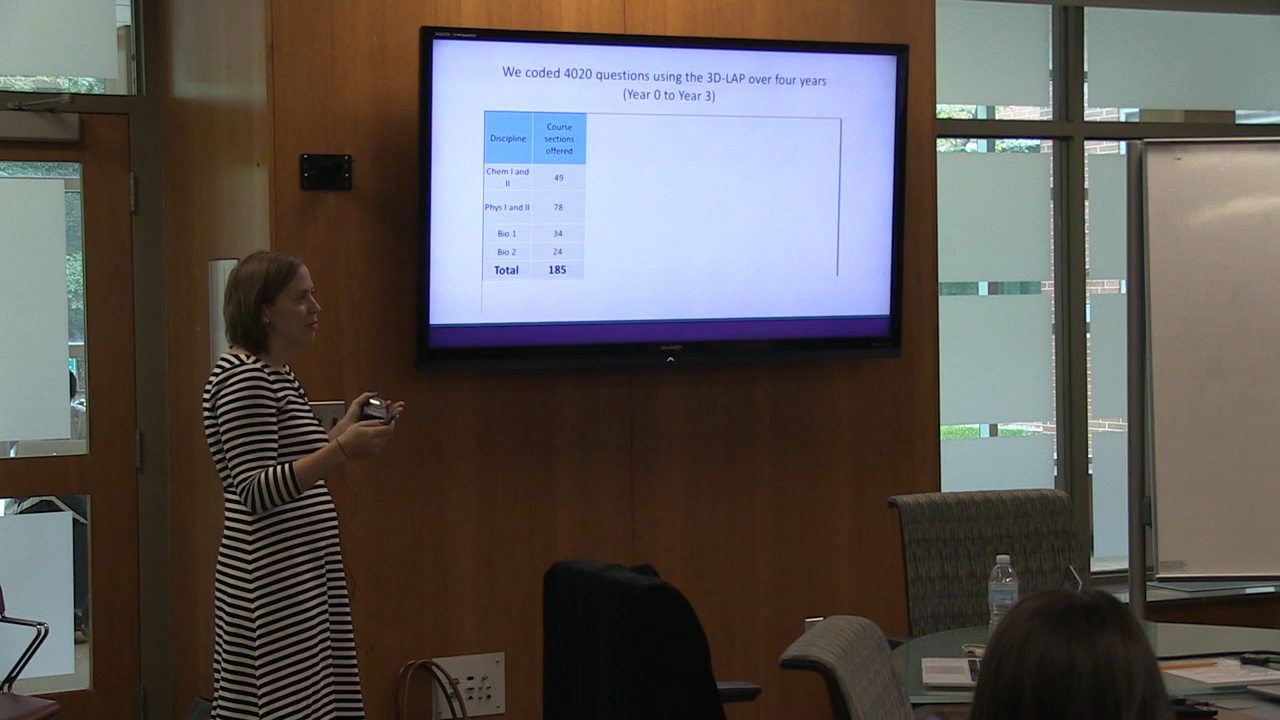 We coded 4020 questions using the 3D-LAP over four years
(Year 0 to Year 3)
Discipline
Course
sections
offered
Chem I and
II
49
Phys I and II
78
Bio 1
34
Bio 2
24
Total
185
SHARP